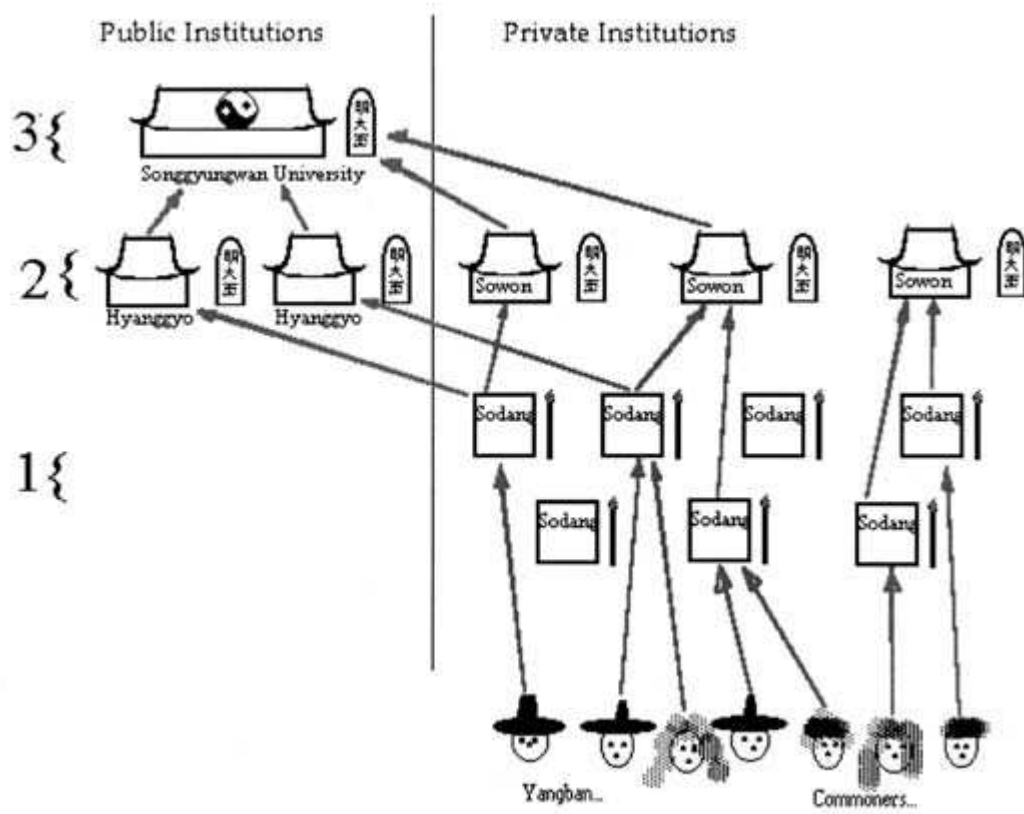 Public Institutions
Private Institutions
3 {
Songgyungwan University
2 {
Sowon
Sowon
Sowon
Hyanggyo
Hyanggyo
Sodang
Sodang
Sodang
Sodang
1 {
Sodang
Sodang
Sodang
Yangban...
Commoners...